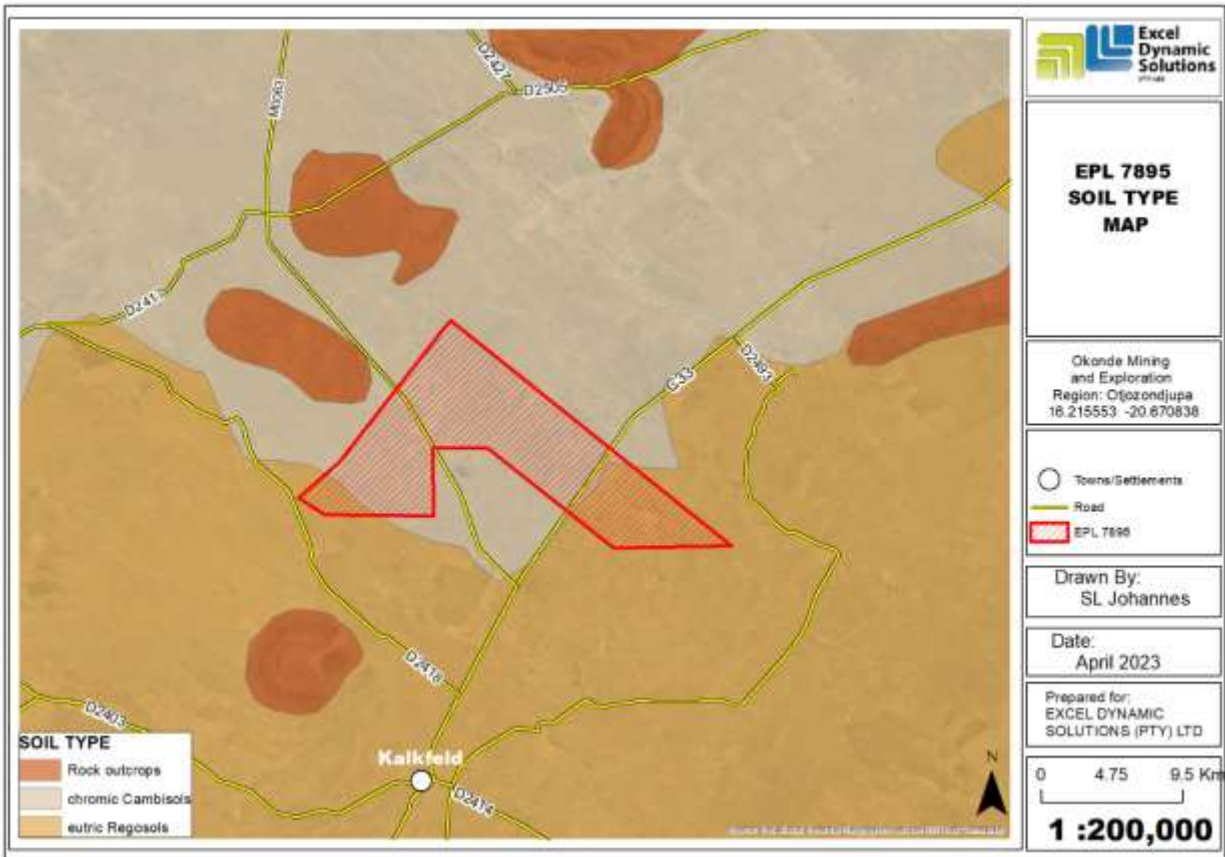 Excel
Dynamic
Solutions
EPL 7895
SOIL TYPE
MAP
Okonde Mining
and Exploration
Region: Otjozondjupa
16.215553 -20.670838
Towns/Settlements
Road
EPL 7895
Drawn By:
SL Johannes
Date:
April 2023
Prepared for:
EXCEL DYNAMIC
SOLUTIONS (PTY) LTD
0 4.75 9.5 Km
1 :200,000
M0063
D2427
D2505
D241
C33
D2493
D2418
D2403
Kalkfeld
D2414
N
SOIL TYPE
Rock outcrops
chromic Cambisols
eutric Regosols